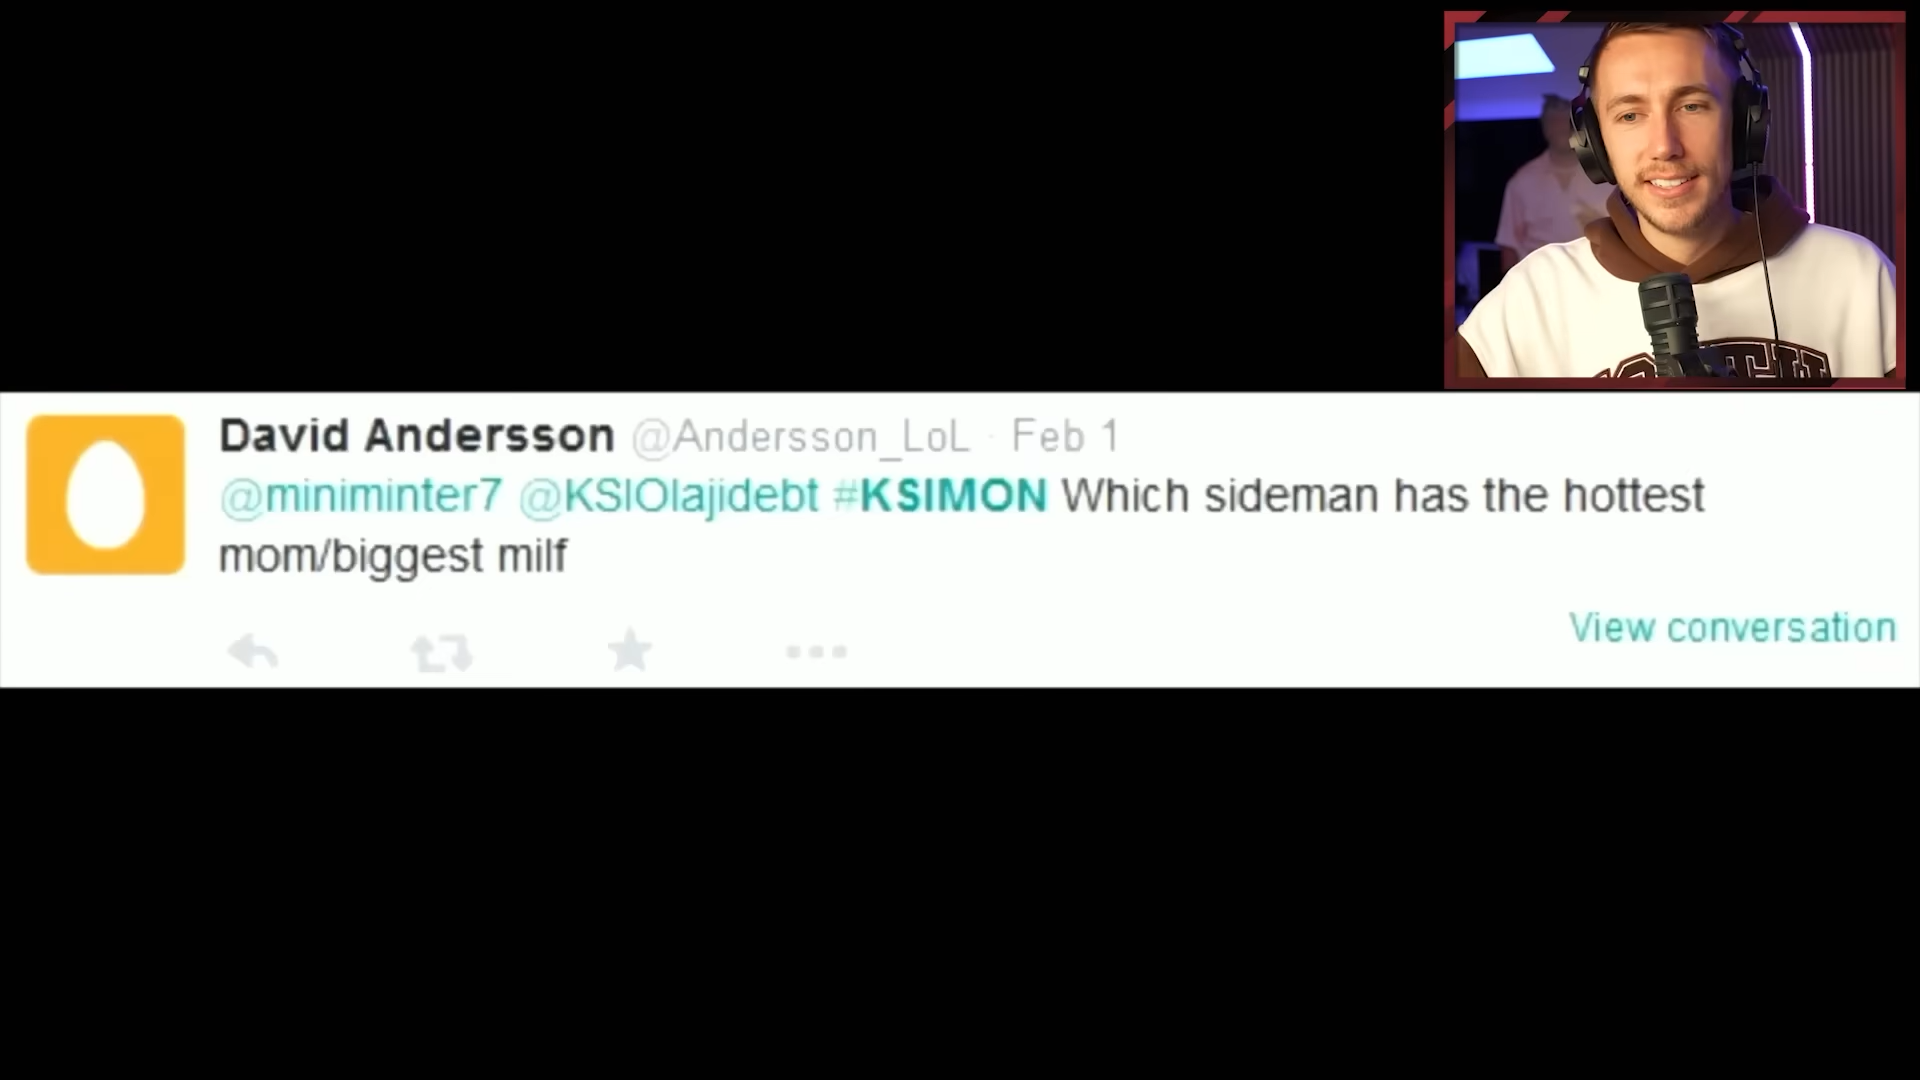 David Andersson @Andersson_LoL · Feb 1
@miniminter7 @KSIOlajidebt #KSIMON Which sideman has the hottest
mom/biggest milf
View conversation